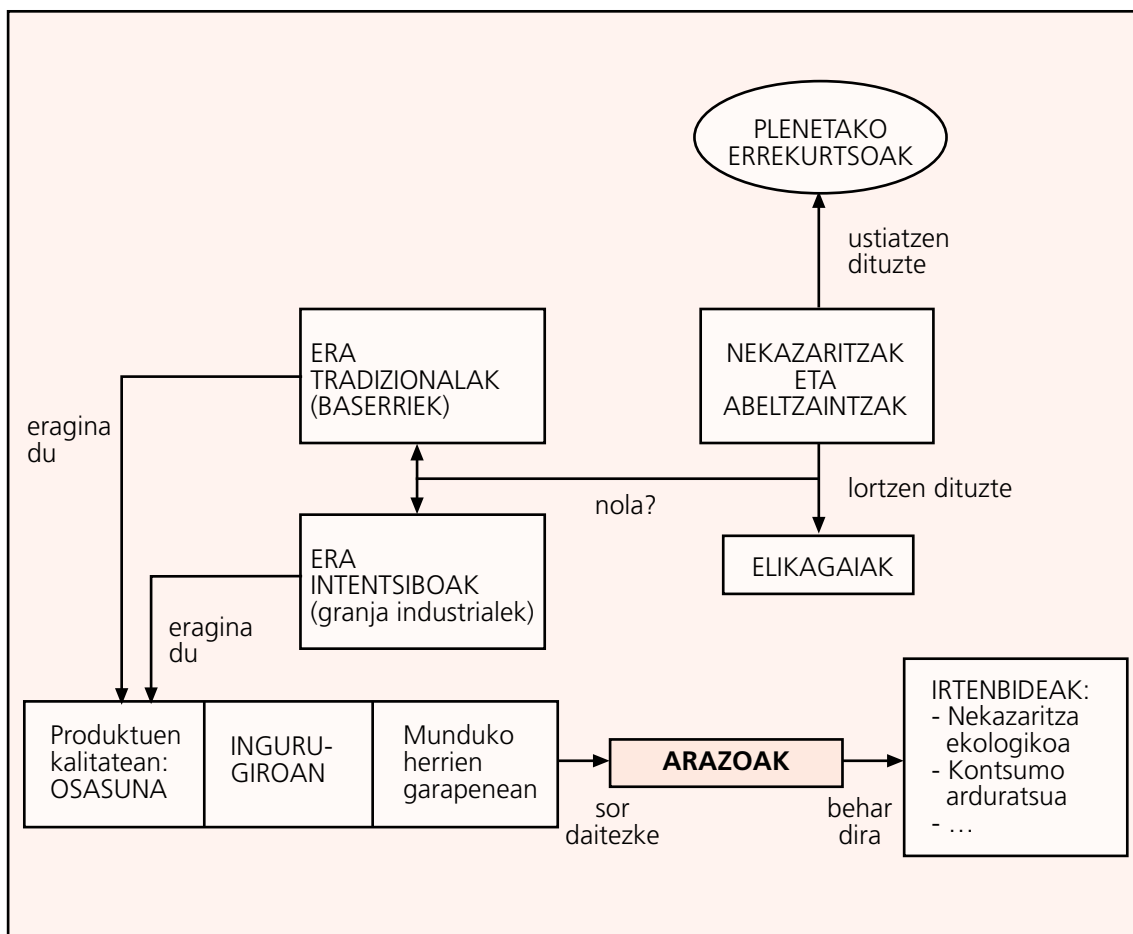 PLENETAKO
ERREKURTSOAK
ustiatzen
dituzte
ERA
TRADIZIONALAK
(BASERRIEK)
NEKAZARITZAK
ETA
ABELTZAINTZAK
eragina
du
nola?
lortzen dituzte
ERA
INTENTSIBOAK
(granja industrialek)
ELIKAGAIAK
eragina
du
Produktuen
kalitatean:
OSASUNA
INGURU-
GIROAN
Munduko
herrien
garapenean
sor
daitezke
ARAZOAK
behar
dira
IRTENBIDEAK:
- Nekazaritza
ekologikoa
- Kontsumo
arduratsua
- ...